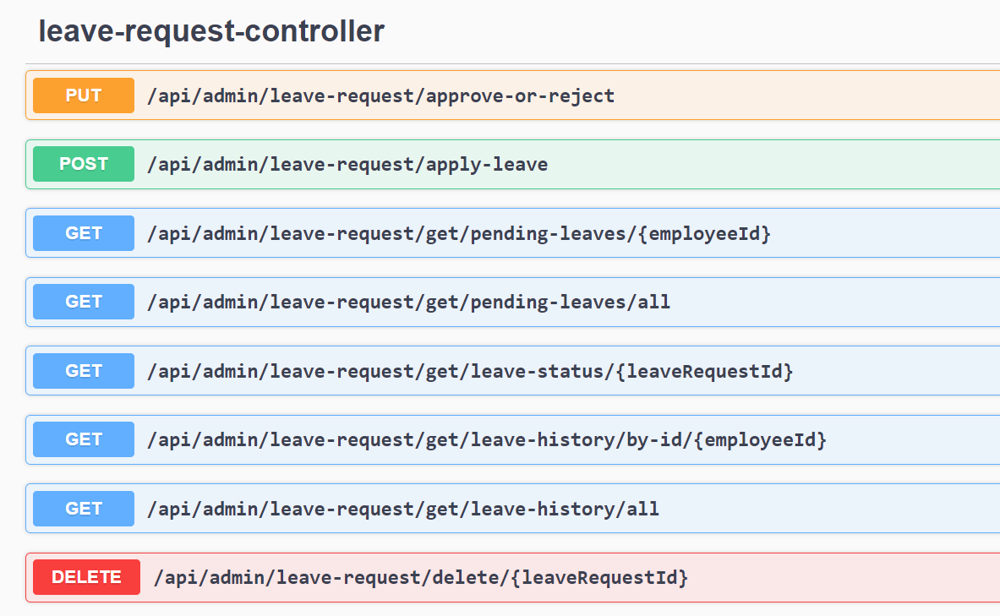 leave-request-controller
PUT /api/admin/leave-request/approve-or-reject
POST /api/admin/leave-request/apply-leave
GET /api/admin/leave-request/get/pending-leaves/{employeeId}
GET /api/admin/leave-request/get/pending-leaves/all
GET /api/admin/leave-request/get/leave-status/{leaveRequestId}
GET /api/admin/leave-request/get/leave-history/by-id/{employeeId}
GET /api/admin/leave-request/get/leave-history/all
DELETE /api/admin/leave-request/delete/{leaveRequestId}